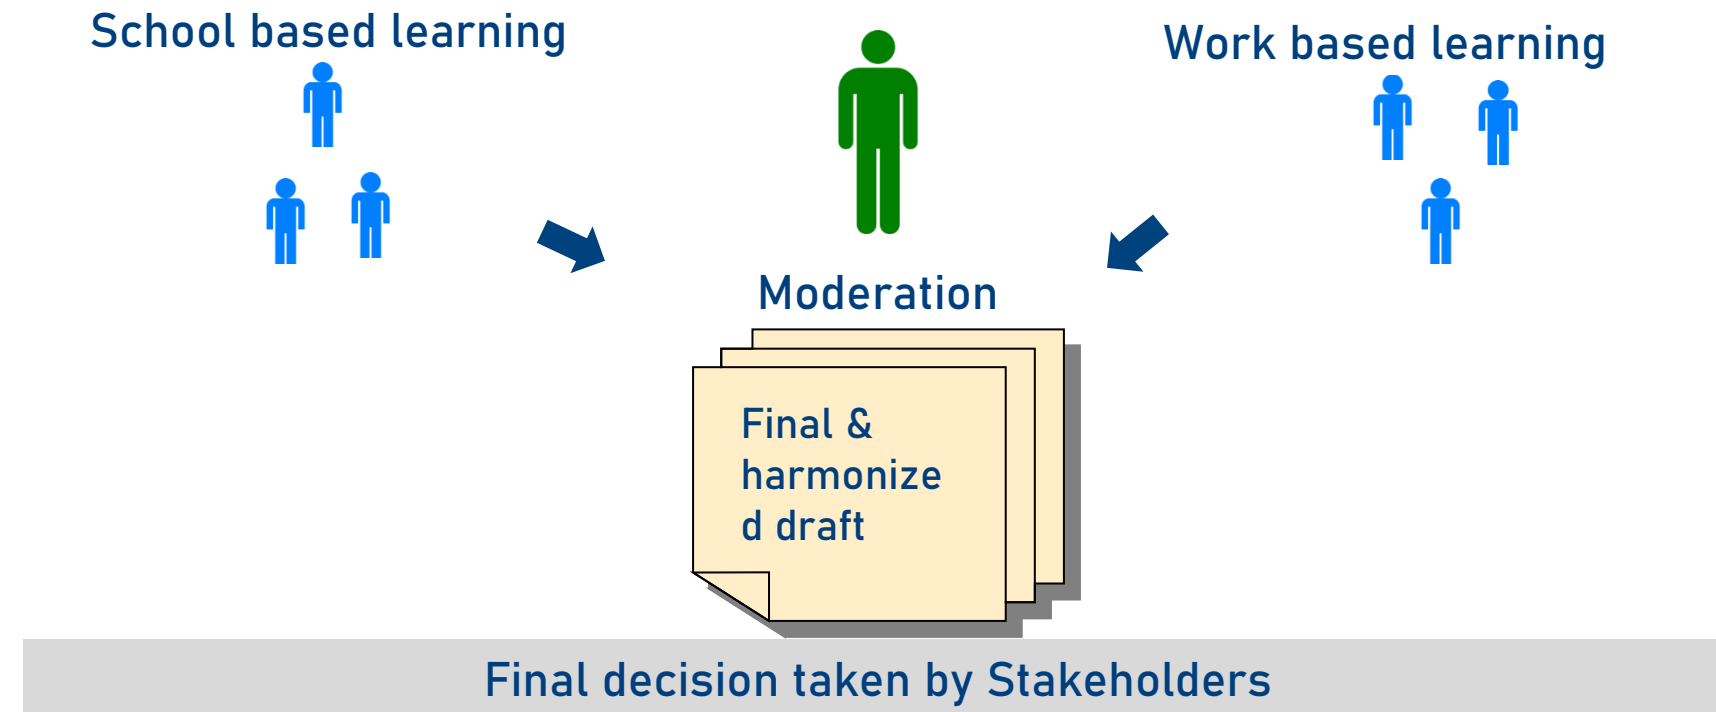 School based learning
Work based learning
Moderation
Final &
harmonize
d draft
Final decision taken by Stakeholders